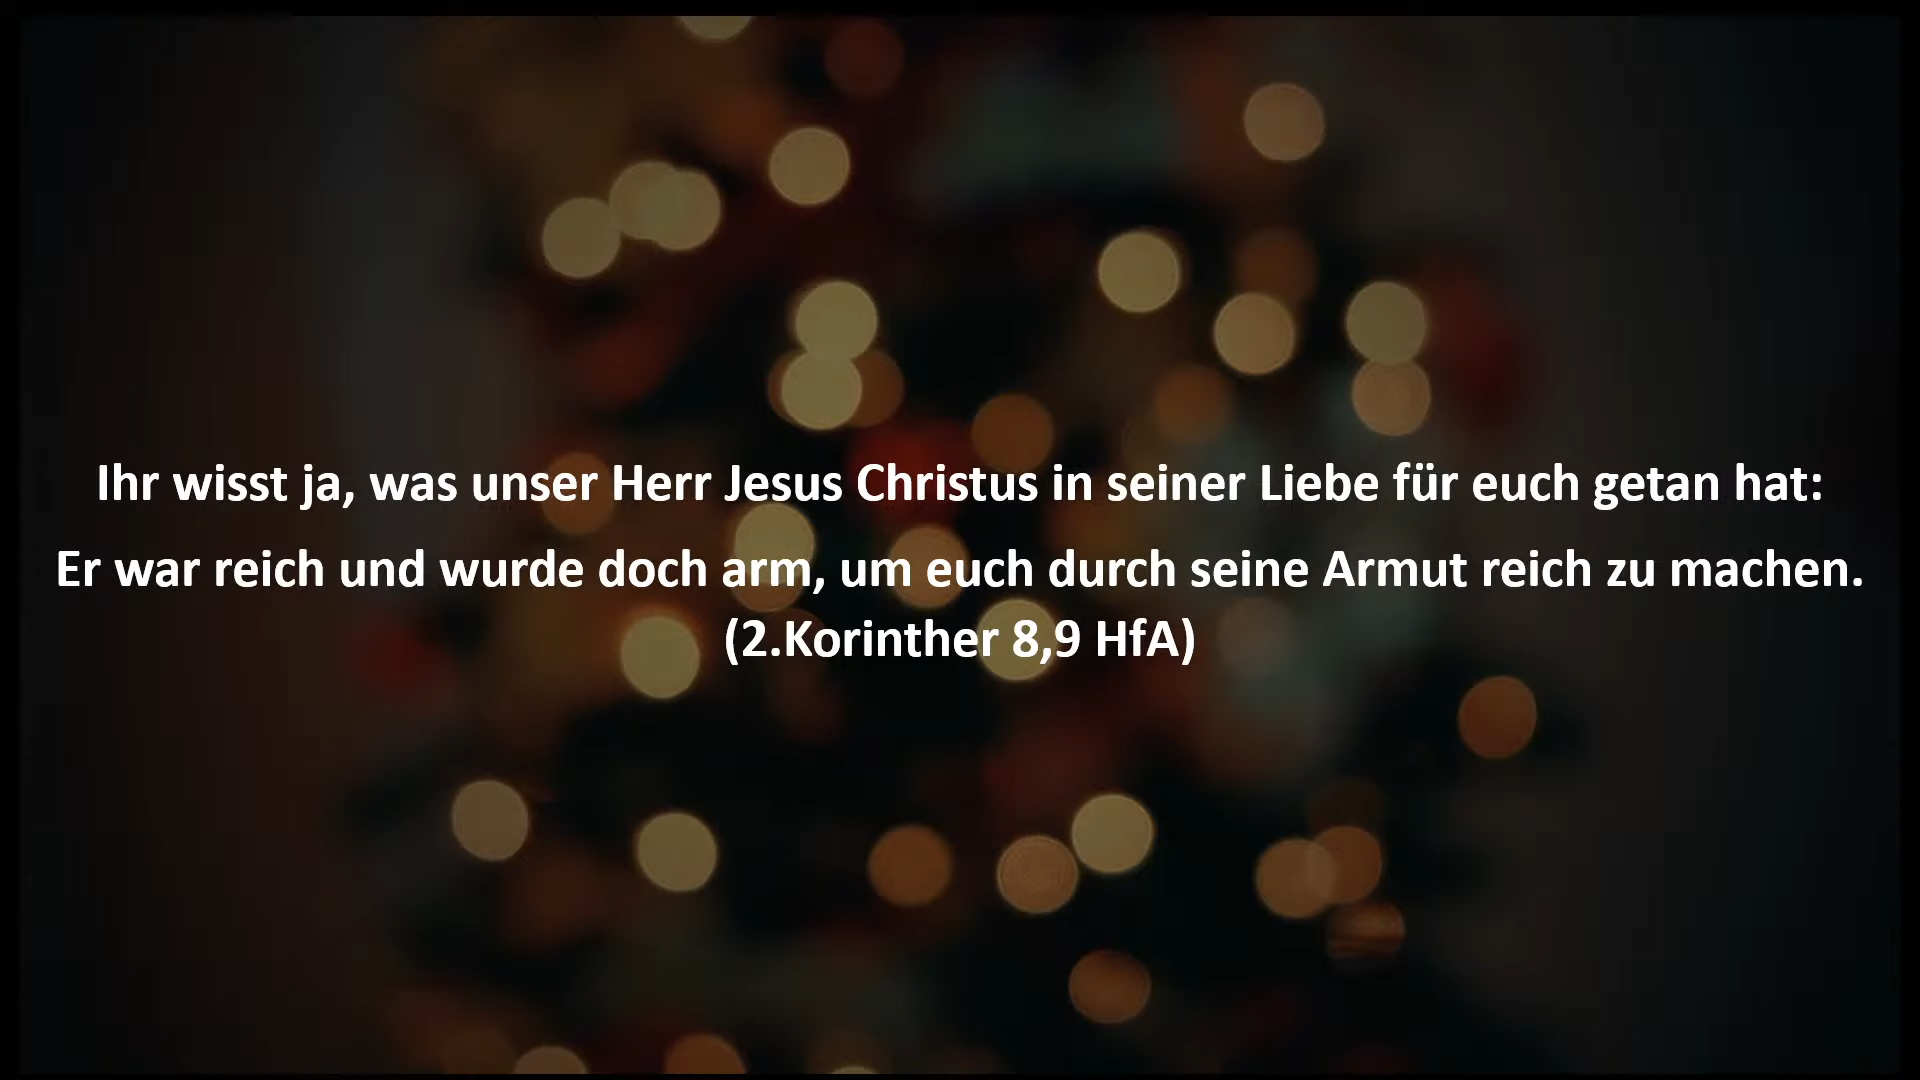 Ihr wisst ja, was unser Herr Jesus Christus in seiner Liebe für euch getan hat:
Er war reich und wurde doch arm, um euch durch seine Armut reich zu machen.
(2.Korinther 8,9 HfA)